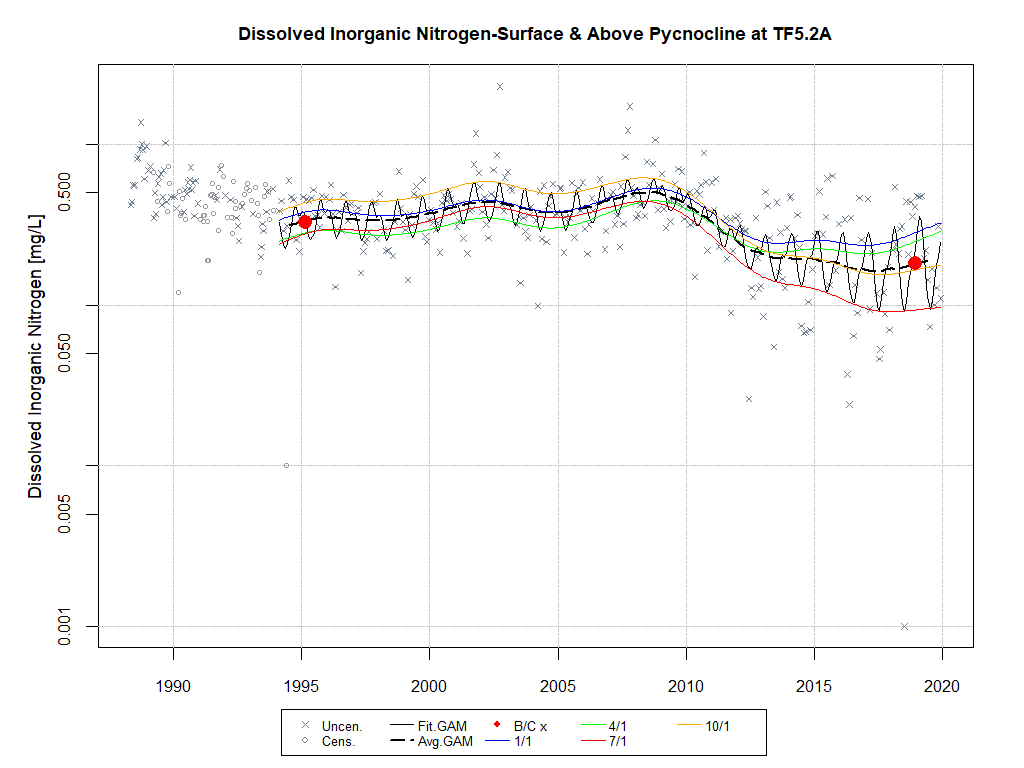 Dissolved Inorganic Nitrogen-Surface & Above Pycnocline at TF5.2A
Dissolved Inorganic Nitrogen [mg/L]
0.500
0.050
0.005
0.001
1990 1995 2000 2005 2010 2015 2020
Uncen. Fit.GAM B/C x 4/1 10/1
Cens. Avg.GAM 1/1 7/1